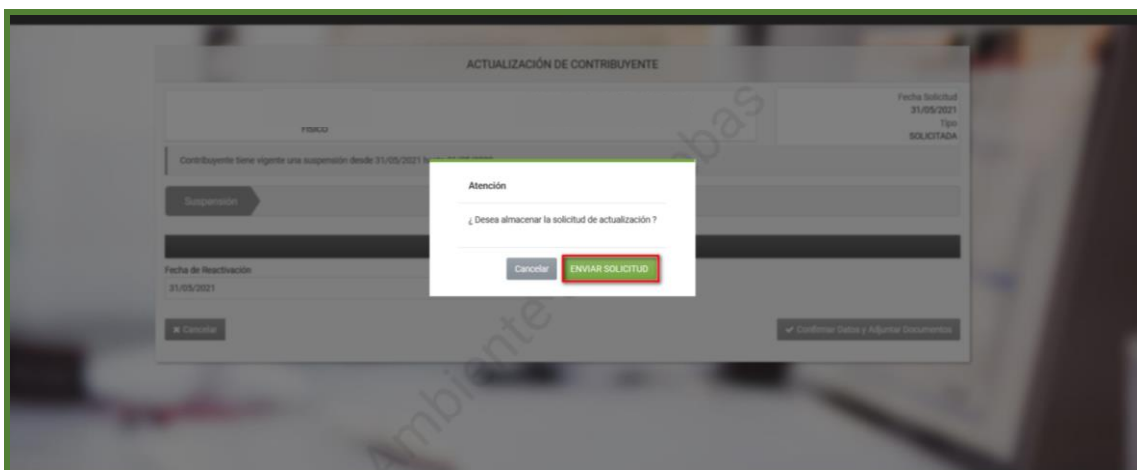 ACTUALIZACIÓN DE CONTRIBUYENTE
FISICO
Fecha Solicitud
31/05/2021
Tipo
SOLICITADA
Contribuyente tiene vigente una suspensión desde 31/05/2021
Suspensión
Atención
¿ Desea almacenar la solicitud de actualización ?
Cancelar
ENVIAR SOLICITUD
Fecha de Reactivación
31/05/2021
✖ Cancelar
✔ Confirmar Datos y Adjuntar Documentos
Ambiente